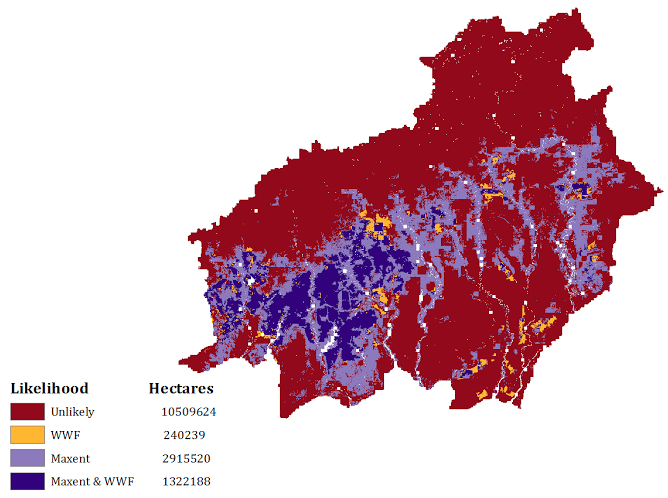 Likelihood Hectares
Unlikely 10509624
WWF 240239
Maxent 2915520
Maxent & WWF 1322188